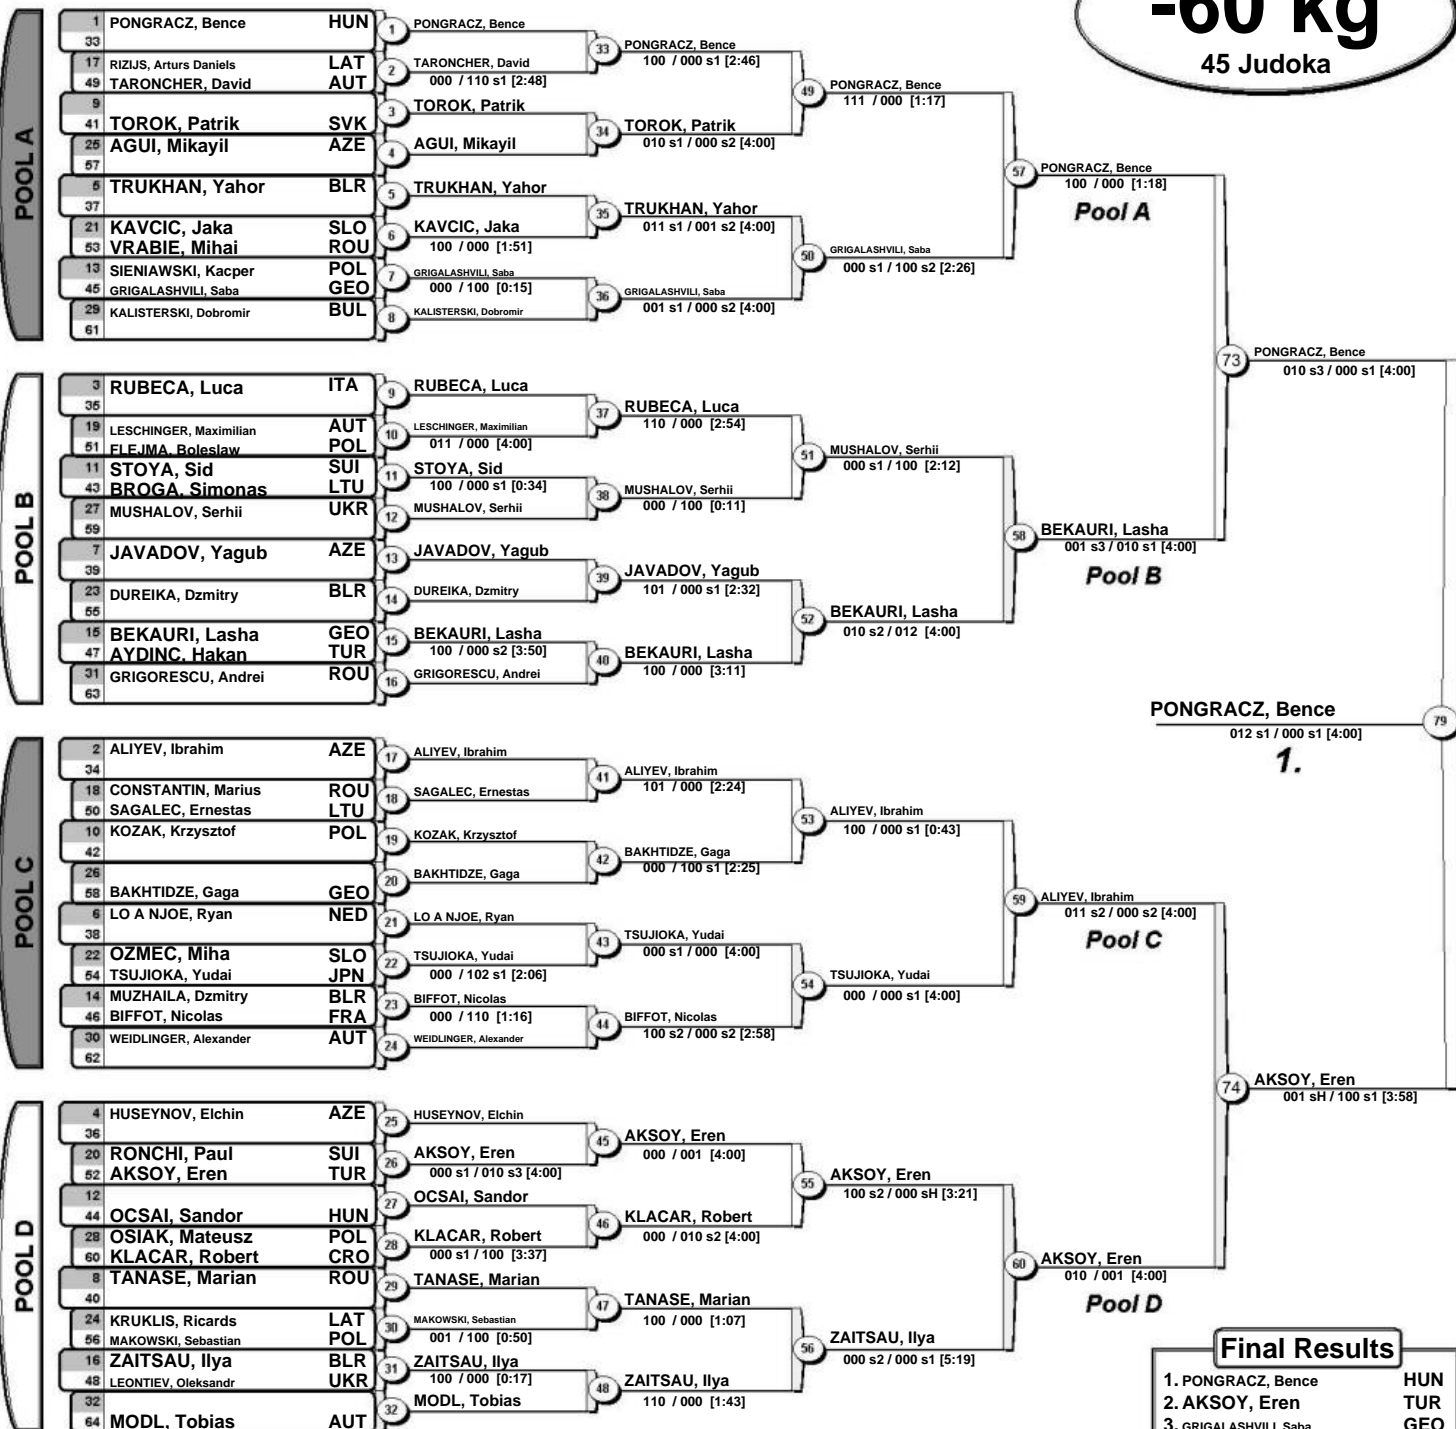 -60 kg
45 Judoka
POOL A
1 PONGRACZ, Bence HUN
33
17 RIZIJS, Arturs Daniels LAT
49 TARONCHER, David AUT
9
41 TOROK, Patrik SVK
25 AGUI, Mikayil AZE
57
5 TRUKHAN, Yahor BLR
37
21 KAVCIC, Jaka SLO
53 VRABIE, Mihai ROU
13 SIENIAWSKI, Kacper POL
45 GRIGALASHVILI, Saba GEO
29 KALISTERSKI, Dobromir BUL
61
1 PONGRACZ, Bence
2 TARONCHER, David
000 / 110 s1 [2:48]
3 TOROK, Patrik
4 AGUI, Mikayil
5 TRUKHAN, Yahor
6 KAVCIC, Jaka
100 / 000 [1:51]
7 GRIGALASHVILI, Saba
000 / 100 [0:15]
8 KALISTERSKI, Dobromir
33 PONGRACZ, Bence
100 / 000 s1 [2:46]
34 TOROK, Patrik
010 s1 / 000 s2 [4:00]
35 TRUKHAN, Yahor
011 s1 / 001 s2 [4:00]
36 GRIGALASHVILI, Saba
001 s1 / 000 s2 [4:00]
49 PONGRACZ, Bence
111 / 000 [1:17]
50 GRIGALASHVILI, Saba
000 s1 / 100 s2 [2:26]
57 PONGRACZ, Bence
100 / 000 [1:18]
Pool A
POOL B
3 RUBECA, Luca ITA
35
19 LESCHINGER, Maximilian AUT
51 FLEJMA, Boleslaw POL
11 STOYA, Sid SUI
43 BROGA, Simonas LTU
27 MUSHALOV, Serhii UKR
59
7 JAVADOV, Yagub AZE
39
23 DUREIKA, Dzmitry BLR
55
15 BEKAURI, Lasha GEO
47 AYDINC, Hakan TUR
31 GRIGORESCU, Andrei ROU
63
9 RUBECA, Luca
10 LESCHINGER, Maximilian
011 / 000 [4:00]
11 STOYA, Sid
100 / 000 s1 [0:34]
12 MUSHALOV, Serhii
13 JAVADOV, Yagub
14 DUREIKA, Dzmitry
15 BEKAURI, Lasha
100 / 000 s2 [3:50]
16 GRIGORESCU, Andrei
37 RUBECA, Luca
110 / 000 [2:54]
38 MUSHALOV, Serhii
000 / 100 [0:11]
39 JAVADOV, Yagub
101 / 000 s1 [2:32]
40 BEKAURI, Lasha
100 / 000 [3:11]
51 MUSHALOV, Serhii
000 s1 / 100 [2:12]
52 BEKAURI, Lasha
010 s2 / 012 [4:00]
58 BEKAURI, Lasha
001 s3 / 010 s1 [4:00]
Pool B
73 PONGRACZ, Bence
010 s3 / 000 s1 [4:00]
PONGRACZ, Bence 79
012 s1 / 000 s1 [4:00]
1.
POOL C
2 ALIYEV, Ibrahim AZE
34
18 CONSTANTIN, Marius ROU
50 SAGALEC, Ernestas LTU
10 KOZAK, Krzysztof POL
42
26
58 BAKHTIDZE, Gaga GEO
6 LO A NJOE, Ryan NED
38
22 OZMEC, Miha SLO
54 TSUJIOKA, Yudai JPN
14 MUZHAILA, Dzmitry BLR
46 BIFFOT, Nicolas FRA
30 WEIDLINGER, Alexander AUT
62
17 ALIYEV, Ibrahim
18 SAGALEC, Ernestas
19 KOZAK, Krzysztof
20 BAKHTIDZE, Gaga
21 LO A NJOE, Ryan
22 TSUJIOKA, Yudai
000 / 102 s1 [2:06]
23 BIFFOT, Nicolas
000 / 110 [1:16]
24 WEIDLINGER, Alexander
41 ALIYEV, Ibrahim
101 / 000 [2:24]
42 BAKHTIDZE, Gaga
000 / 100 s1 [2:25]
43 TSUJIOKA, Yudai
000 s1 / 000 [4:00]
44 BIFFOT, Nicolas
100 s2 / 000 s2 [2:58]
53 ALIYEV, Ibrahim
100 / 000 s1 [0:43]
54 TSUJIOKA, Yudai
000 / 000 s1 [4:00]
59 ALIYEV, Ibrahim
011 s2 / 000 s2 [4:00]
Pool C
74 AKSOY, Eren
001 sH / 100 s1 [3:58]
POOL D
4 HUSEYNOV, Elchin AZE
36
20 RONCHI, Paul SUI
52 AKSOY, Eren TUR
12
44 OCSAI, Sandor HUN
28 OSIAK, Mateusz POL
60 KLACAR, Robert CRO
8 TANASE, Marian ROU
40
24 KRUKLIS, Ricards LAT
56 MAKOWSKI, Sebastian POL
16 ZAITSAU, Ilya BLR
48 LEONTIEV, Oleksandr UKR
32
64 MODL, Tobias AUT
25 HUSEYNOV, Elchin
26 AKSOY, Eren
000 s1 / 010 s3 [4:00]
27 OCSAI, Sandor
28 KLACAR, Robert
000 s1 / 100 [3:37]
29 TANASE, Marian
30 MAKOWSKI, Sebastian
001 / 100 [0:50]
31 ZAITSAU, Ilya
100 / 000 [0:17]
32 MODL, Tobias
45 AKSOY, Eren
000 / 001 [4:00]
46 KLACAR, Robert
000 / 010 s2 [4:00]
47 TANASE, Marian
100 / 000 [1:07]
48 ZAITSAU, Ilya
110 / 000 [1:43]
55 AKSOY, Eren
100 s2 / 000 sH [3:21]
56 ZAITSAU, Ilya
000 s2 / 000 s1 [5:19]
60 AKSOY, Eren
010 / 001 [4:00]
Pool D
Final Results
1. PONGRACZ, Bence HUN
2. AKSOY, Eren TUR
3. GRIGALASHVILI, Saba GEO